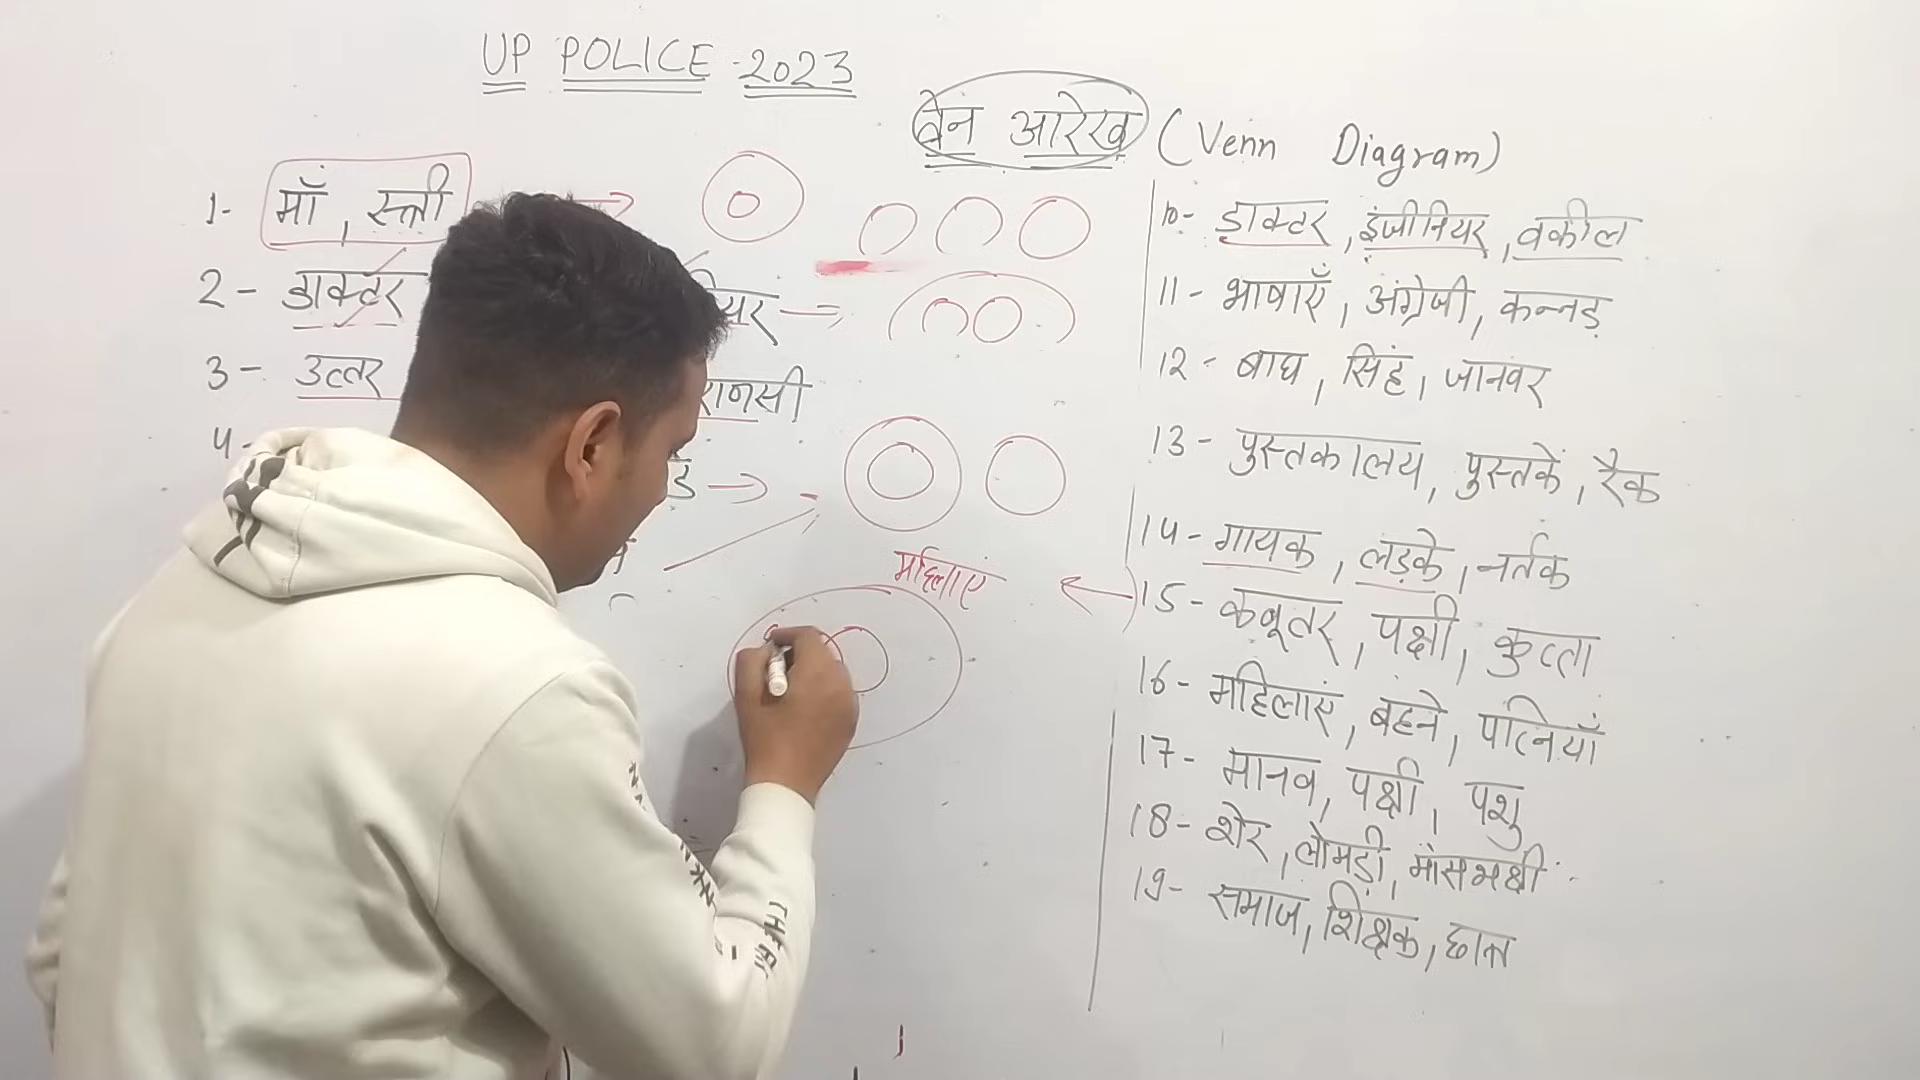 UP POLICE-2023
वेन आरेख (Venn Diagram)
1- माँ, स्त्री
2- डाक्टर
यर
3- उत्तर
राणसी
4-
ड
महिलाएं
10- डाक्टर, इंजीनियर, वकील
11- भाषाएँ, अंग्रेजी, कन्नड़
12- बाघ, सिंह, जानवर
13- पुस्तकालय, पुस्तकें, रैक
14- गायक, लड़के, नर्तक
15- कबूतर, पक्षी, कुत्ता
16- महिलाएं, बहने, पत्नियाँ
17- मानव, पक्षी, पशु
18- शेर, लोमड़ी, मांसभक्षी
19- समाज, शिक्षक, छात्र